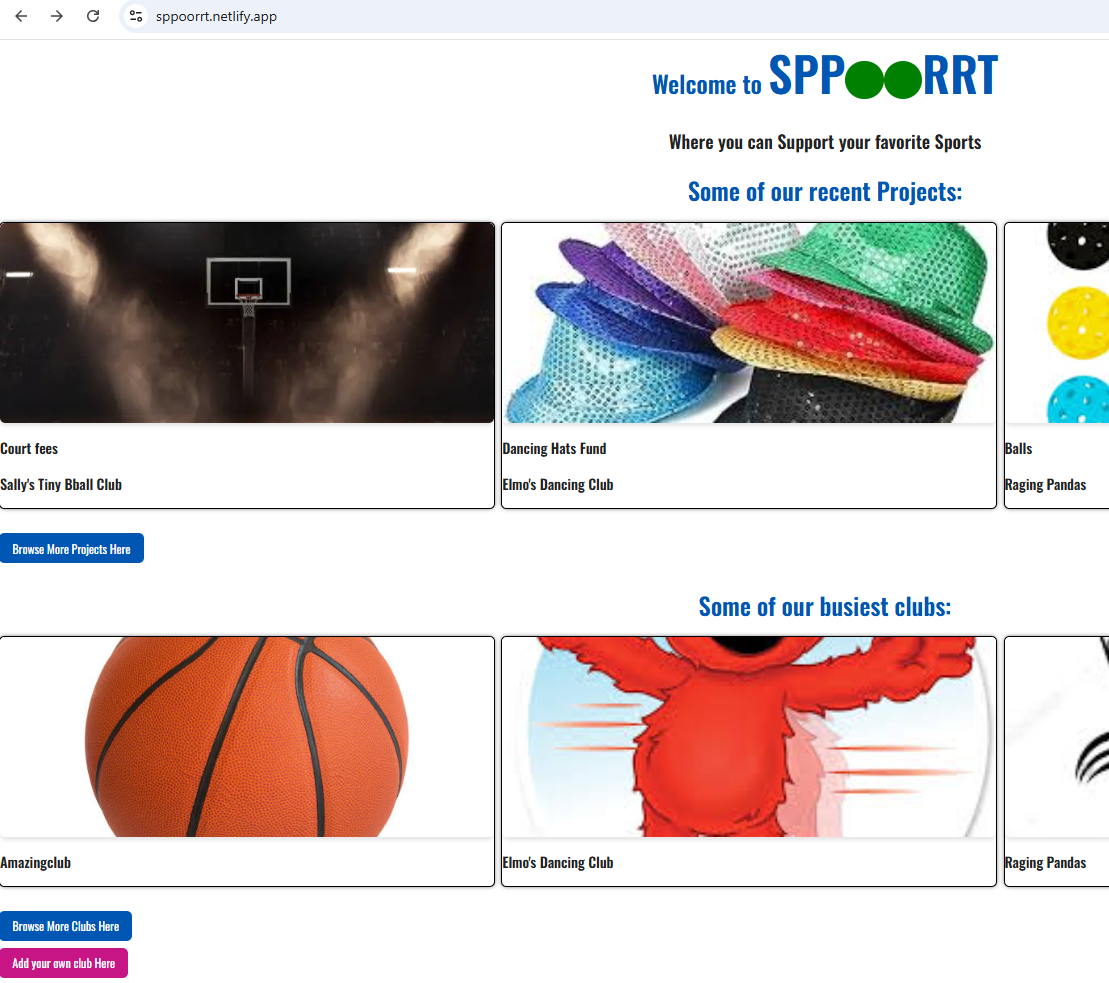 sppoorrt.netlify.app
Welcome to SPP●●RRT
Where you can Support your favorite Sports
Some of our recent Projects:
Court fees
Sally's Tiny Bball Club
Dancing Hats Fund
Elmo's Dancing Club
Balls
Raging Pandas
Browse More Projects Here
Some of our busiest clubs:
Amazingclub
Elmo's Dancing Club
Raging Pandas
Browse More Clubs Here
Add your own club Here